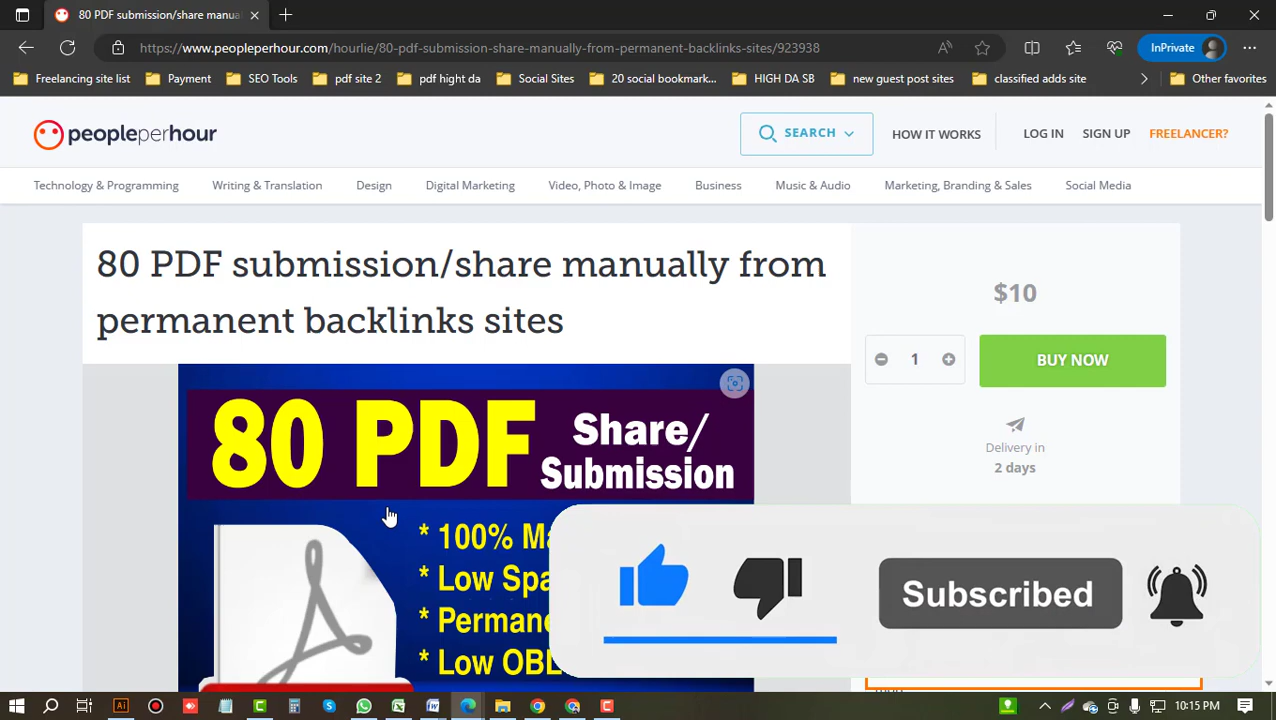 80 PDF submission/share manua
https://www.peopleperhour.com/hourlie/80-pdf-submission-share-manually-from-permanent-backlinks-sites/923938
InPrivate
Freelancing site list
Payment
SEO Tools
pdf site 2
pdf hight da
Social Sites
20 social bookmark...
HIGH DA SB
new guest post sites
classified adds site
Other favorites
peopleperhour
SEARCH
HOW IT WORKS
LOG IN
SIGN UP
FREELANCER?
Technology & Programming
Writing & Translation
Design
Digital Marketing
Video, Photo & Image
Business
Music & Audio
Marketing, Branding & Sales
Social Media
80 PDF submission/share manually from
permanent backlinks sites
$10
1
BUY NOW
Delivery in
2 days
80 PDF
Share/
Submission
* 100% Ma
* Low Spa
* Permane
* Low OBL
Subscribed
10:15 PM